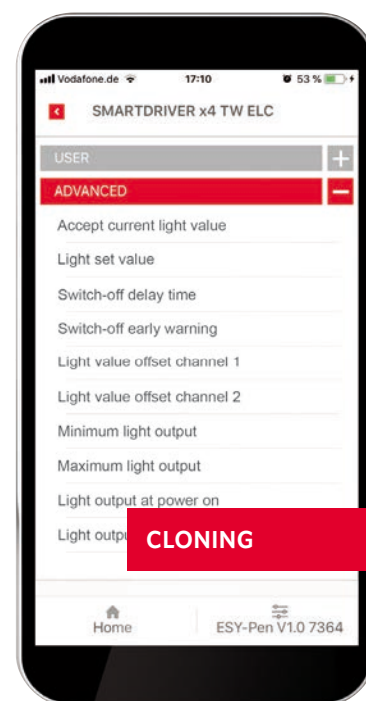 Vodafone.de 17:10 53 %
SMARTDRIVER x4 TW ELC
USER
ADVANCED
Accept current light value
Light set value
Switch-off delay time
Switch-off early warning
Light value offset channel 1
Light value offset channel 2
Minimum light output
Maximum light output
Light output at power on
Light
CLONING
Home ESY-Pen V1.0 7364